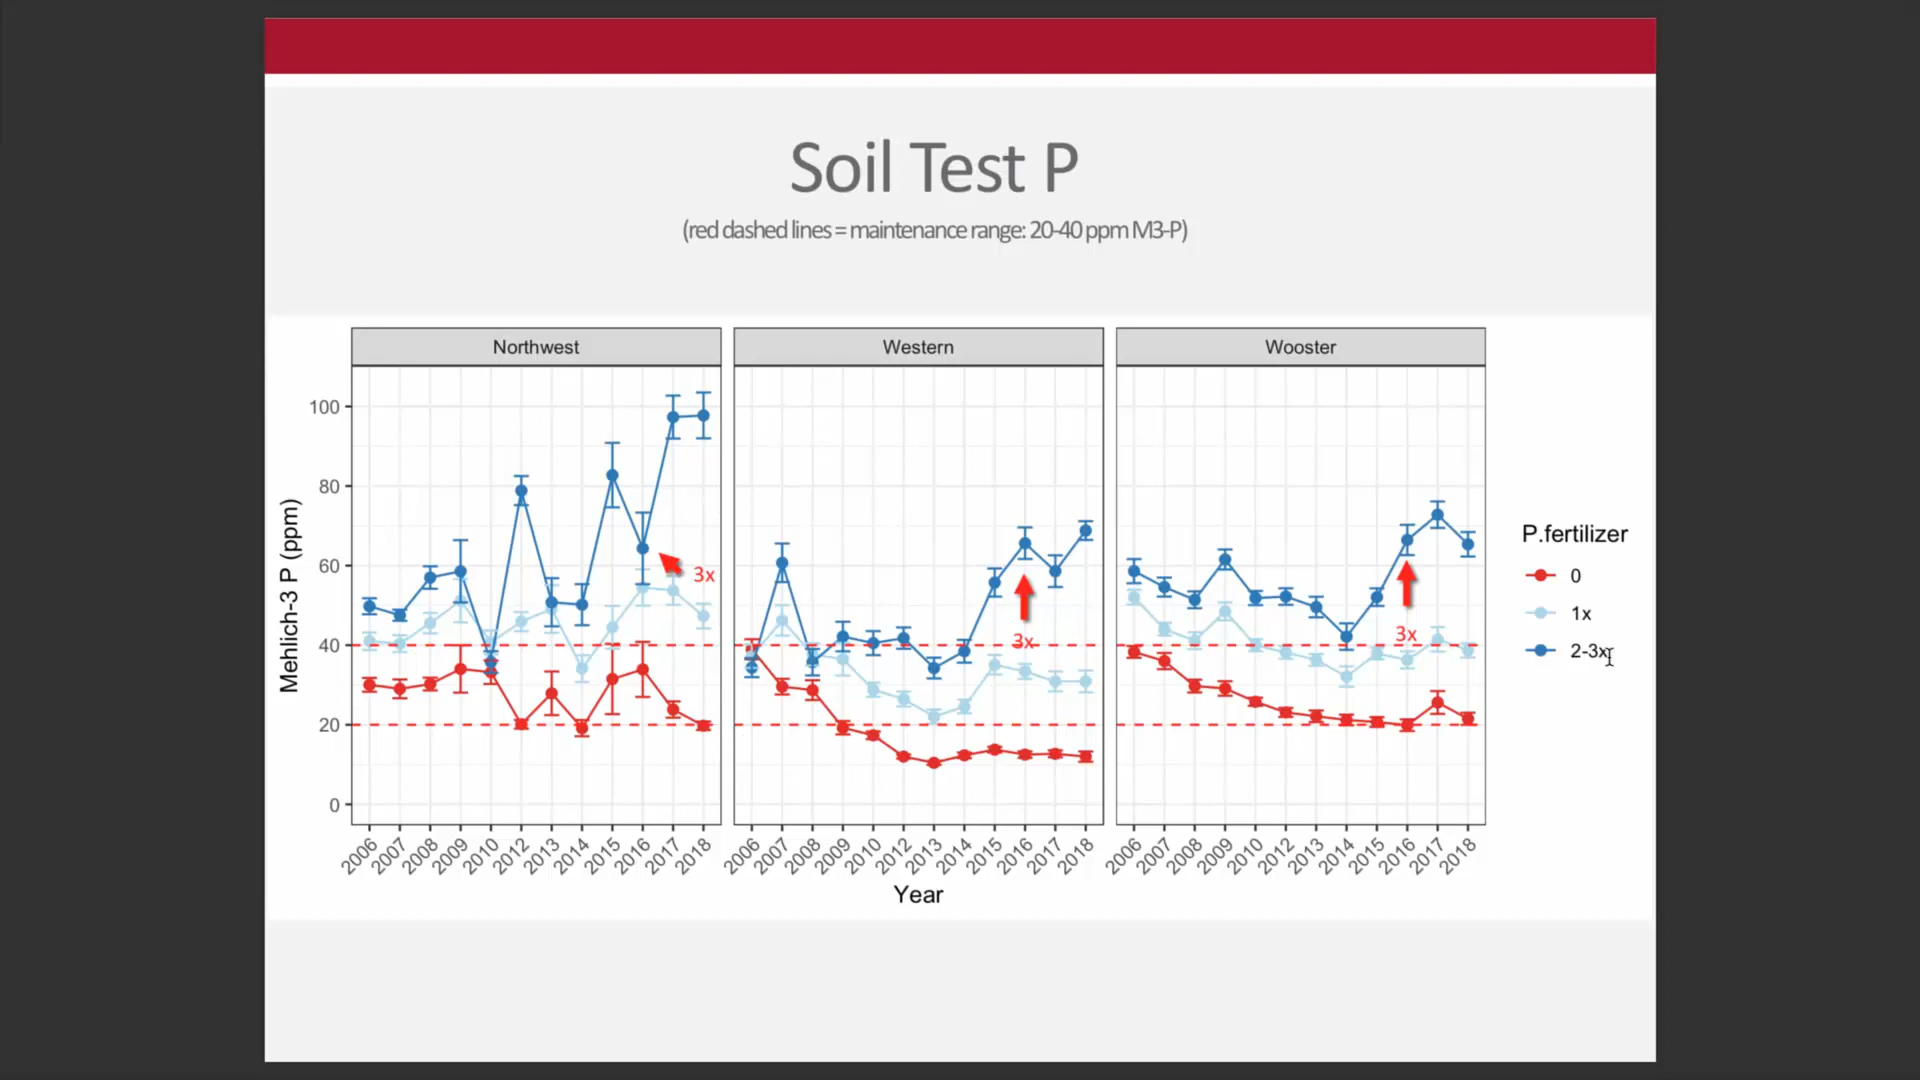 Soil Test P
(red dashed lines = maintenance range: 20-40 ppm M3-P)
Northwest
Western
Wooster
Mehlich-3 P (ppm)
100
80
60
40
20
0
3x
3x
3x
2006 2007 2008 2009 2010 2012 2013 2014 2015 2016 2017 2018
2006 2007 2008 2009 2010 2012 2013 2014 2015 2016 2017 2018
2006 2007 2008 2009 2010 2012 2013 2014 2015 2016 2017 2018
Year
P.fertilizer
0
1x
2-3x